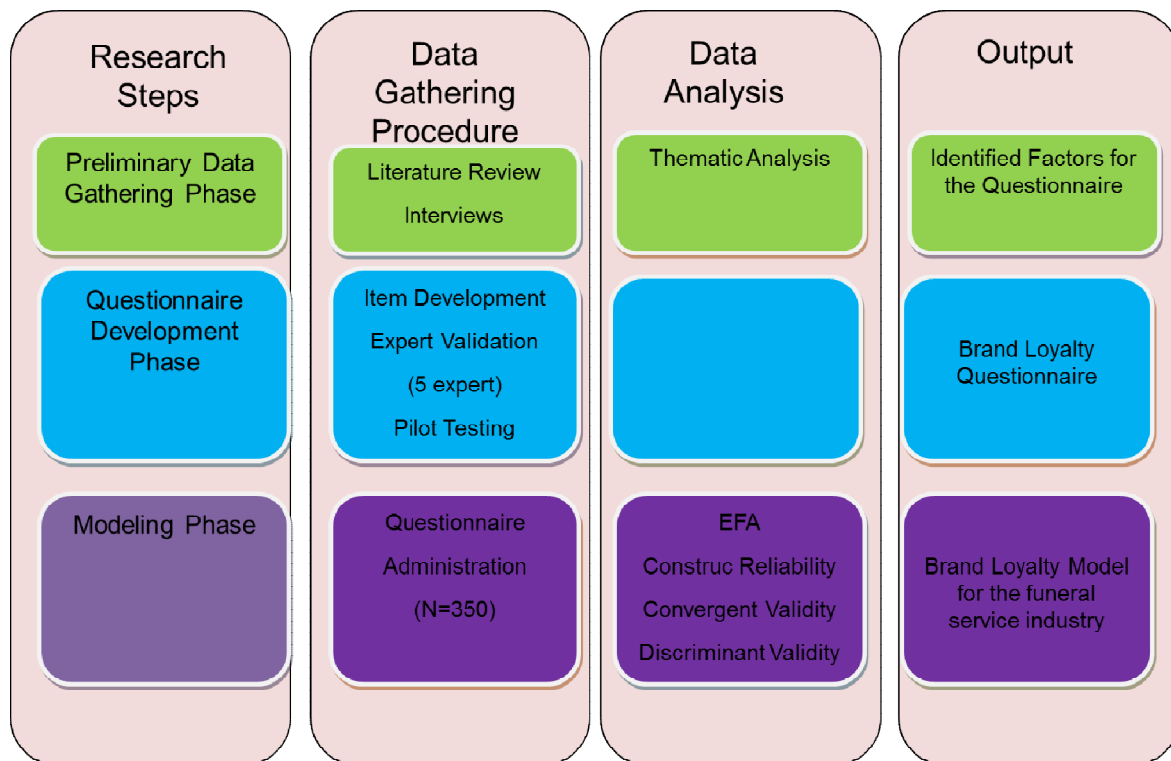 Research
Steps
Preliminary Data
Gathering Phase
Questionnaire
Development
Phase
Modeling Phase
Data
Gathering
Procedure
Literature Review
Interviews
Item Development
Expert Validation
(5 expert)
Pilot Testing
Questionnaire
Administration
(N=350)
Data
Analysis
Thematic Analysis
EFA
Construc Reliability
Convergent Validity
Discriminant Validity
Output
Identified Factors for
the Questionnaire
Brand Loyalty
Questionnaire
Brand Loyalty Model
for the funeral
service industry